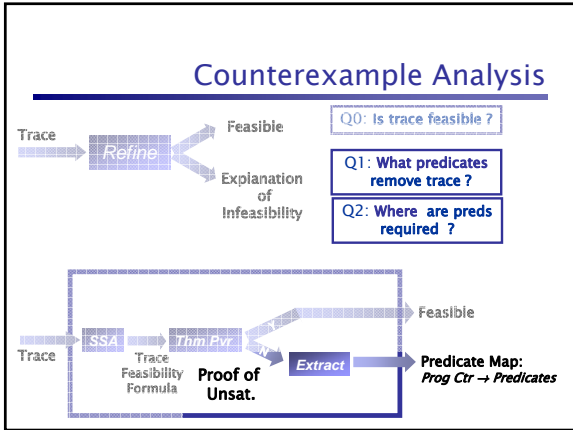 Counterexample Analysis
Trace
Refine
Feasible
Explanation
of
Infeasibility
Q0: Is trace feasible ?
Q1: What predicates
remove trace ?
Q2: Where are preds
required ?
Trace
SSA
Trace
Feasibility
Formula
Thm Pvr
Y
N
Proof of
Unsat.
Extract
Feasible
Predicate Map:
Prog Ctr → Predicates